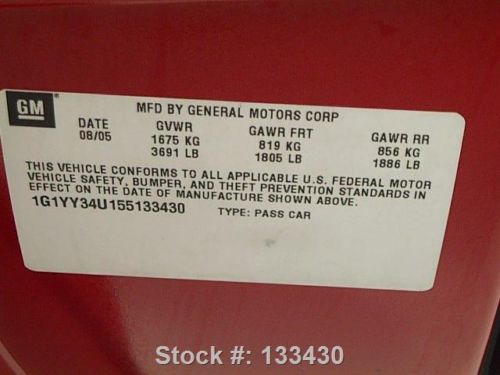 GM
MFD BY GENERAL MOTORS CORP
DATE GVWR GAWR FRT GAWR RR
08/05 1675 KG 819 KG 856 KG
3691 LB 1805 LB 1886 LB
THIS VEHICLE CONFORMS TO ALL APPLICABLE U.S. FEDERAL MOTOR
VEHICLE SAFETY, BUMPER, AND THEFT PREVENTION STANDARDS IN
EFFECT ON THE DATE OF MANUFACTURE SHOWN ABOVE.
1G1YY34U155133430 TYPE: PASS CAR
Stock #: 133430